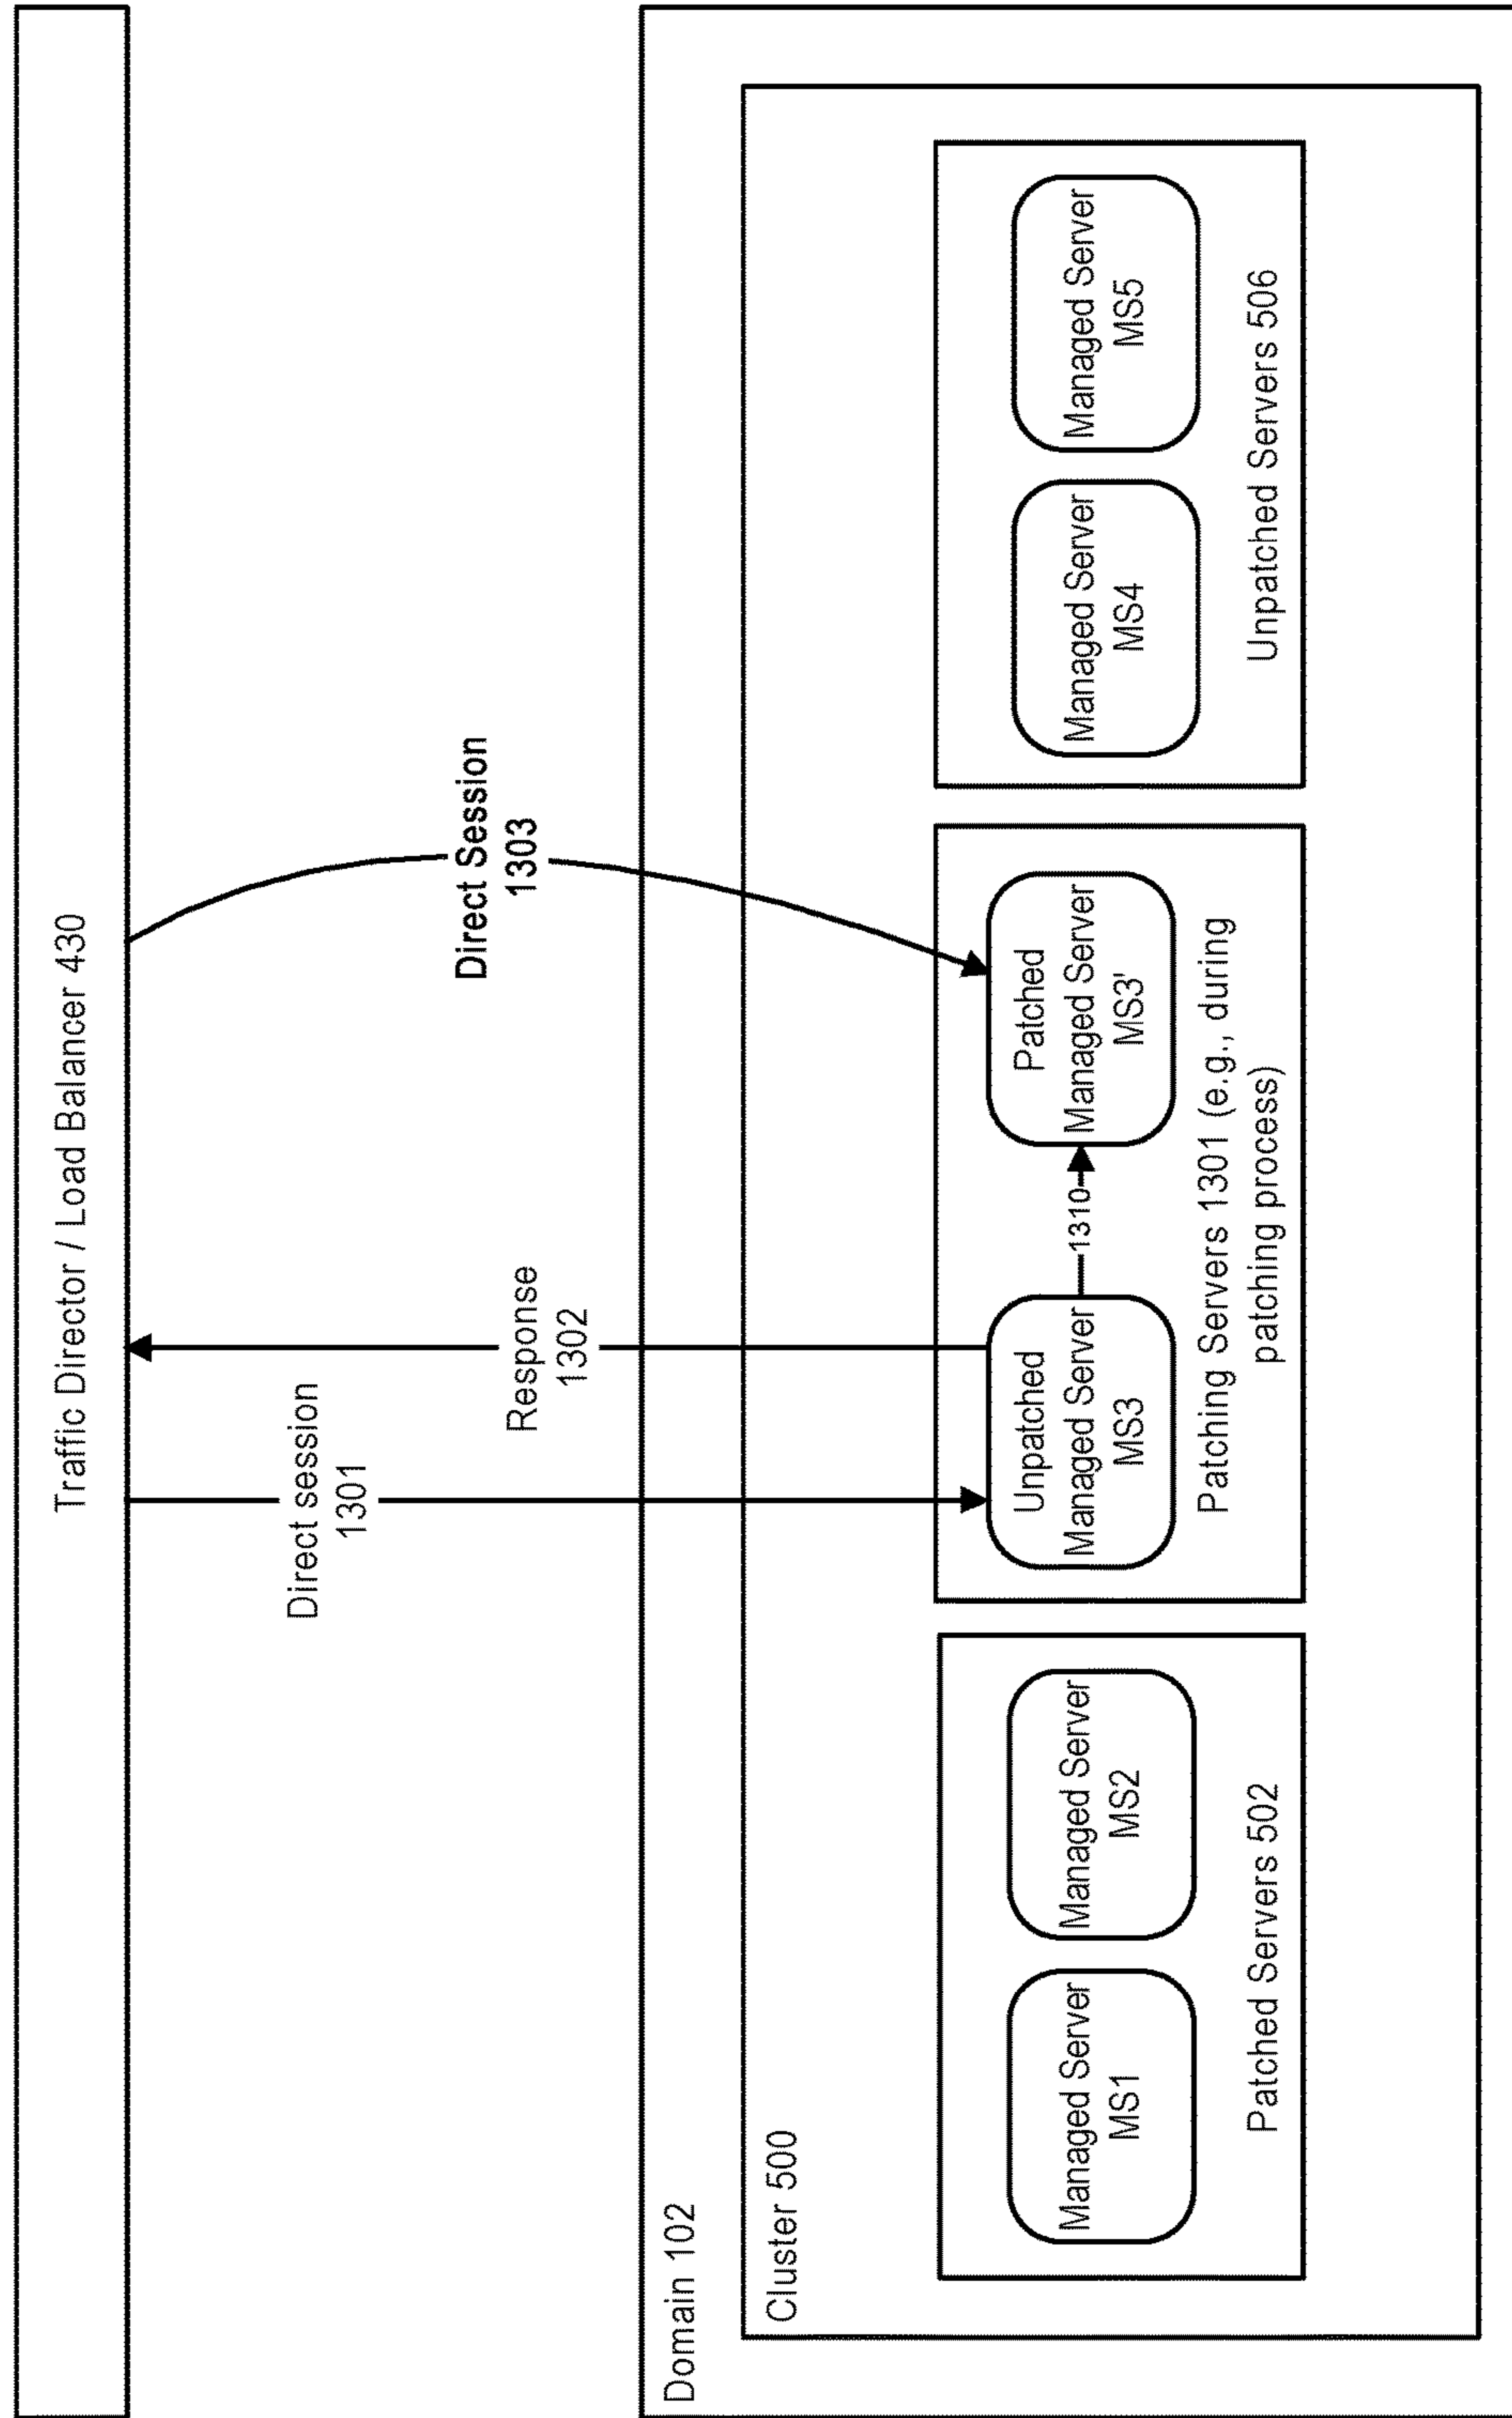 Traffic Director / Load Balancer 430
Direct session
1301
Response
1302
Direct Session
1303
Domain 102
Cluster 500
Managed Server
MS1
Managed Server
MS2
Patched Servers 502
Unpatched
Managed Server
MS3
1310
Patched
Managed Server
MS3'
Patching Servers 1301 (e.g., during
patching process)
Managed Server
MS4
Managed Server
MS5
Unpatched Servers 506